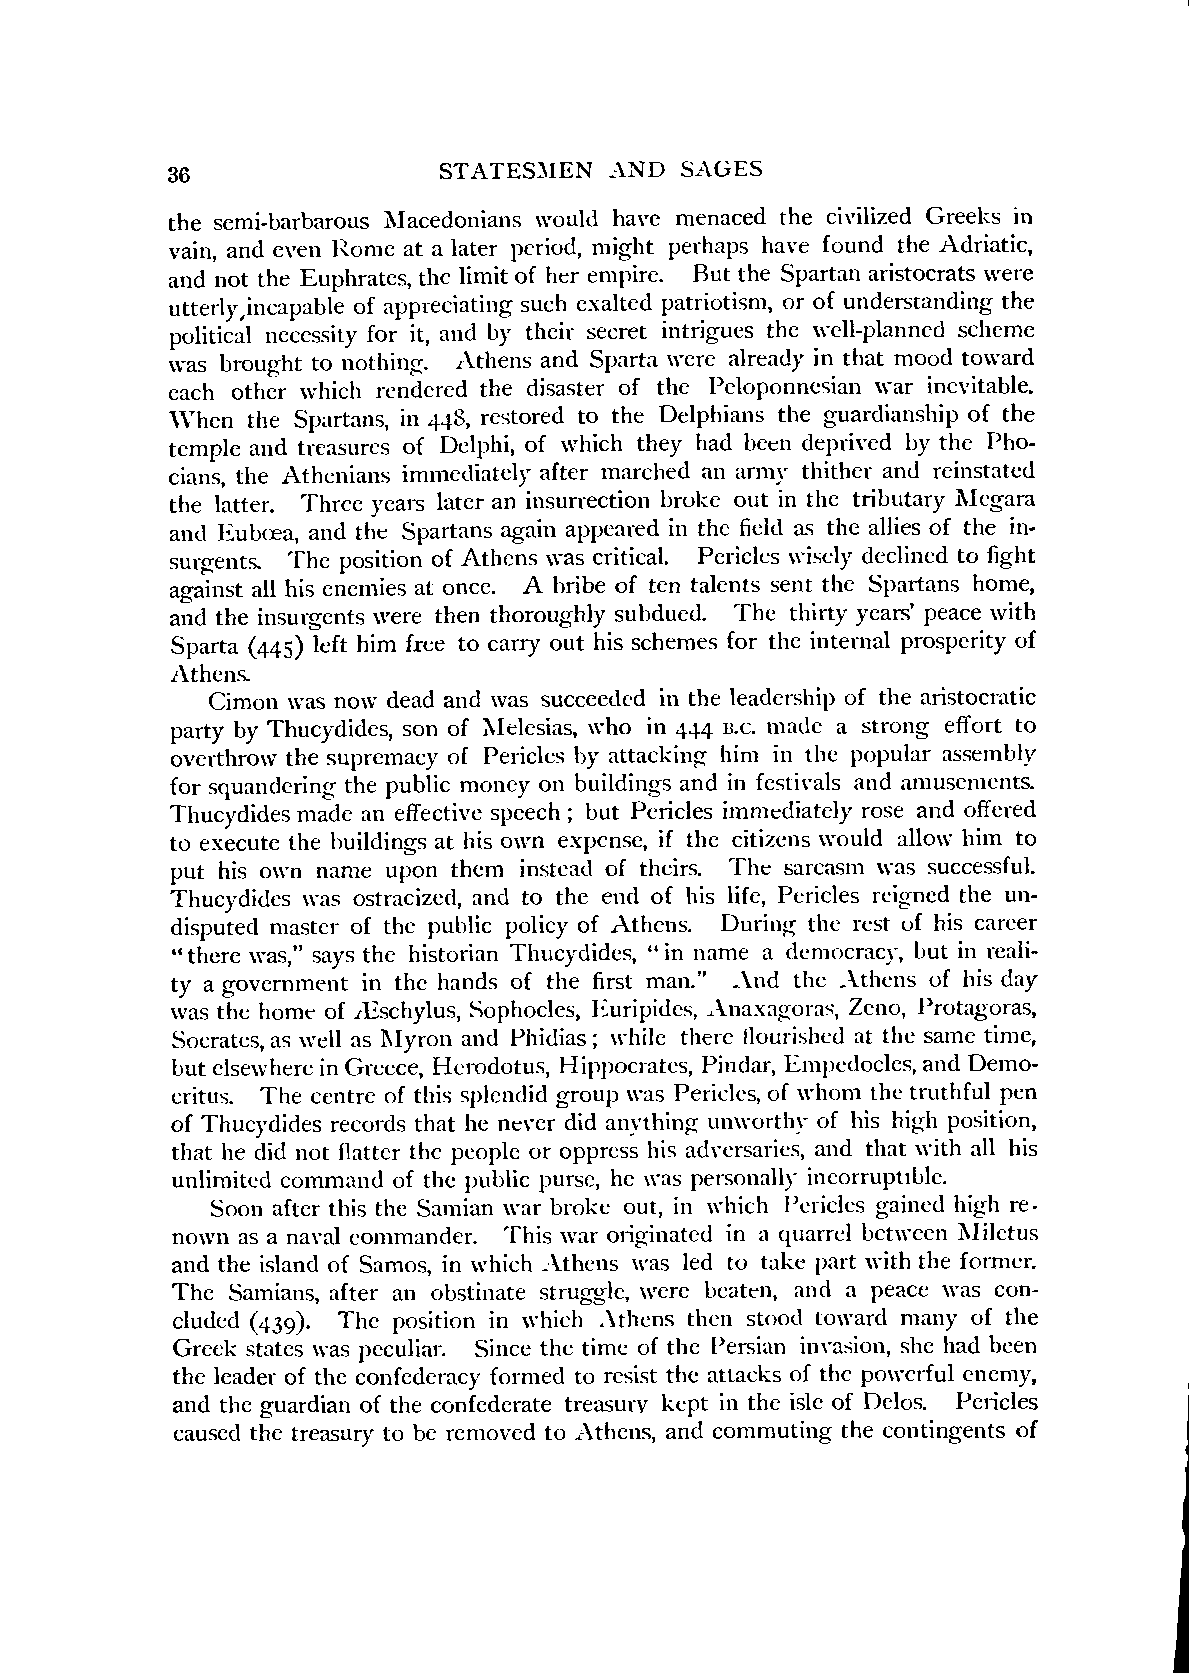 36 STATESMEN AND SAGES
the semi-barbarous Macedonians would have menaced the civilized Greeks in
vain, and even Rome at a later period, might perhaps have found the Adriatic,
and not the Euphrates, the limit of her empire. But the Spartan aristocrats were
utterly incapable of appreciating such exalted patriotism, or of understanding the
political necessity for it, and by their secret intrigues the well-planned scheme
was brought to nothing. Athens and Sparta were already in that mood toward
each other which rendered the disaster of the Peloponnesian war inevitable.
When the Spartans, in 448, restored to the Delphians the guardianship of the
temple and treasures of Delphi, of which they had been deprived by the Pho-
cians, the Athenians immediately after marched an army thither and reinstated
the latter. Three years later an insurrection broke out in the tributary Megara
and Eubœa, and the Spartans again appeared in the field as the allies of the in-
surgents. The position of Athens was critical. Pericles wisely declined to fight
against all his enemies at once. A bribe of ten talents sent the Spartans home,
and the insurgents were then thoroughly subdued. The thirty years' peace with
Sparta (445) left him free to carry out his schemes for the internal prosperity of
Athens.
Cimon was now dead and was succeeded in the leadership of the aristocratic
party by Thucydides, son of Melesias, who in 444 B.C. made a strong effort to
overthrow the supremacy of Pericles by attacking him in the popular assembly
for squandering the public money on buildings and in festivals and amusements.
Thucydides made an effective speech; but Pericles immediately rose and offered
to execute the buildings at his own expense, if the citizens would allow him to
put his own name upon them instead of theirs. The sarcasm was successful.
Thucydides was ostracized, and to the end of his life, Pericles reigned the un-
disputed master of the public policy of Athens. During the rest of his career
"there was," says the historian Thucydides, "in name a democracy, but in reali-
ty a government in the hands of the first man." And the Athens of his day
was the home of Æschylus, Sophocles, Euripides, Anaxagoras, Zeno, Protagoras,
Socrates, as well as Myron and Phidias; while there flourished at the same time,
but elsewhere in Greece, Herodotus, Hippocrates, Pindar, Empedocles, and Demo-
critus. The centre of this splendid group was Pericles, of whom the truthful pen
of Thucydides records that he never did anything unworthy of his high position,
that he did not flatter the people or oppress his adversaries, and that with all his
unlimited command of the public purse, he was personally incorruptible.
Soon after this the Samian war broke out, in which Pericles gained high re-
nown as a naval commander. This war originated in a quarrel between Miletus
and the island of Samos, in which Athens was led to take part with the former.
The Samians, after an obstinate struggle, were beaten, and a peace was con-
cluded (439). The position in which Athens then stood toward many of the
Greek states was peculiar. Since the time of the Persian invasion, she had been
the leader of the confederacy formed to resist the attacks of the powerful enemy,
and the guardian of the confederate treasury kept in the isle of Delos. Pericles
caused the treasury to be removed to Athens, and commuting the contingents of